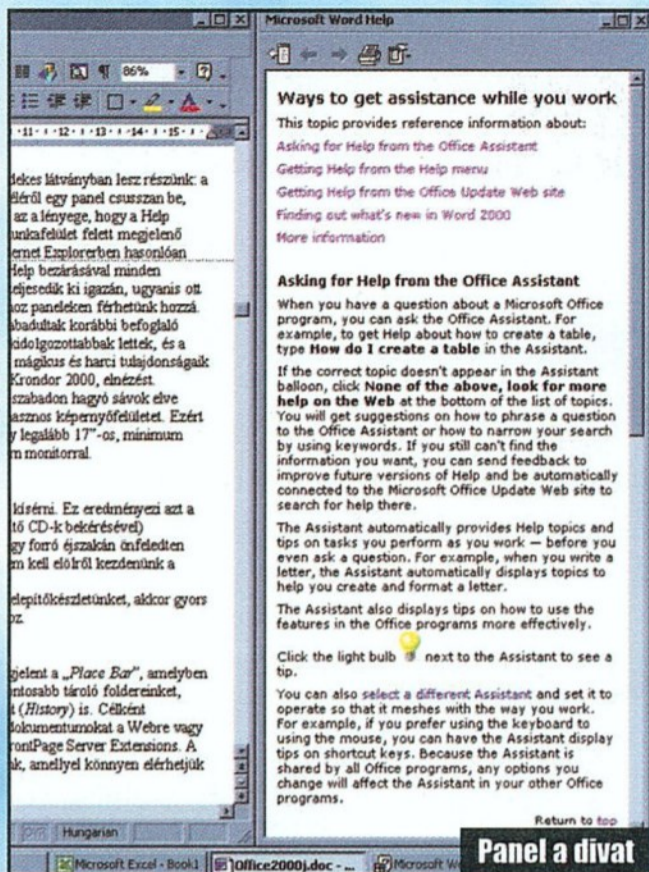 86%
11 12 13 14 15
dekes látványban lesz részünk: a
éléről egy panel csusszan be,
az a lényege, hogy a Help
unkafelület felett megjelenő
ernet Explorerben hasonlóan
Help bezárásával minden
eljesedik ki igazán, ugyanis ott
hoz paneleken férhetünk hozzá.
abadultak korábbi befoglaló
kidolgozottabbak lettek, és a
mágikus és harci tulajdonságaik
Krondor 2000, elnézést.
szabadon hagyó sávok elve
hasznos képernyőfelületet. Ezért
y legalább 17"-os, minimum
m monitorral.
kísérni. Ez eredményezi azt a
tő CD-k bekérésével)
gy forró éjszakán önfeledten
m kell elölről kezdenünk a
elepítőkészletünket, akkor gyors
oz.
gjelent a „Place Bar", amelyben
ntosabb tároló foldereinket,
t (History) is. Célként
dokumentumokat a Webre vagy
rontPage Server Extensions. A
nk, amellyel könnyen elérhetjük
Hungarian
Microsoft Word Help
Ways to get assistance while you work
This topic provides reference information about:
Asking for Help from the Office Assistant
Getting Help from the Help menu
Getting Help from the Office Update Web site
Finding out what's new in Word 2000
More information
Asking for Help from the Office Assistant
When you have a question about a Microsoft Office
program, you can ask the Office Assistant. For
example, to get Help about how to create a table,
type How do I create a table in the Assistant.
If the correct topic doesn't appear in the Assistant
balloon, click None of the above, look for more
help on the Web at the bottom of the list of topics.
You will get suggestions on how to phrase a question
to the Office Assistant or how to narrow your search
by using keywords. If you still can't find the
information you want, you can send feedback to
improve future versions of Help and be automatically
connected to the Microsoft Office Update Web site to
search for help there.
The Assistant automatically provides Help topics and
tips on tasks you perform as you work — before you
even ask a question. For example, when you write a
letter, the Assistant automatically displays topics to
help you create and format a letter.
The Assistant also displays tips on how to use the
features in the Office programs more effectively.
Click the light bulb next to the Assistant to see a
tip.
You can also select a different Assistant and set it to
operate so that it meshes with the way you work.
For example, if you prefer using the keyboard to
using the mouse, you can have the Assistant display
tips on shortcut keys. Because the Assistant is
shared by all Office programs, any options you
change will affect the Assistant in your other Office
programs.
Return to top
Microsoft Excel - Book1
Office2000j.doc - ...
Microsoft W
Panel a divat